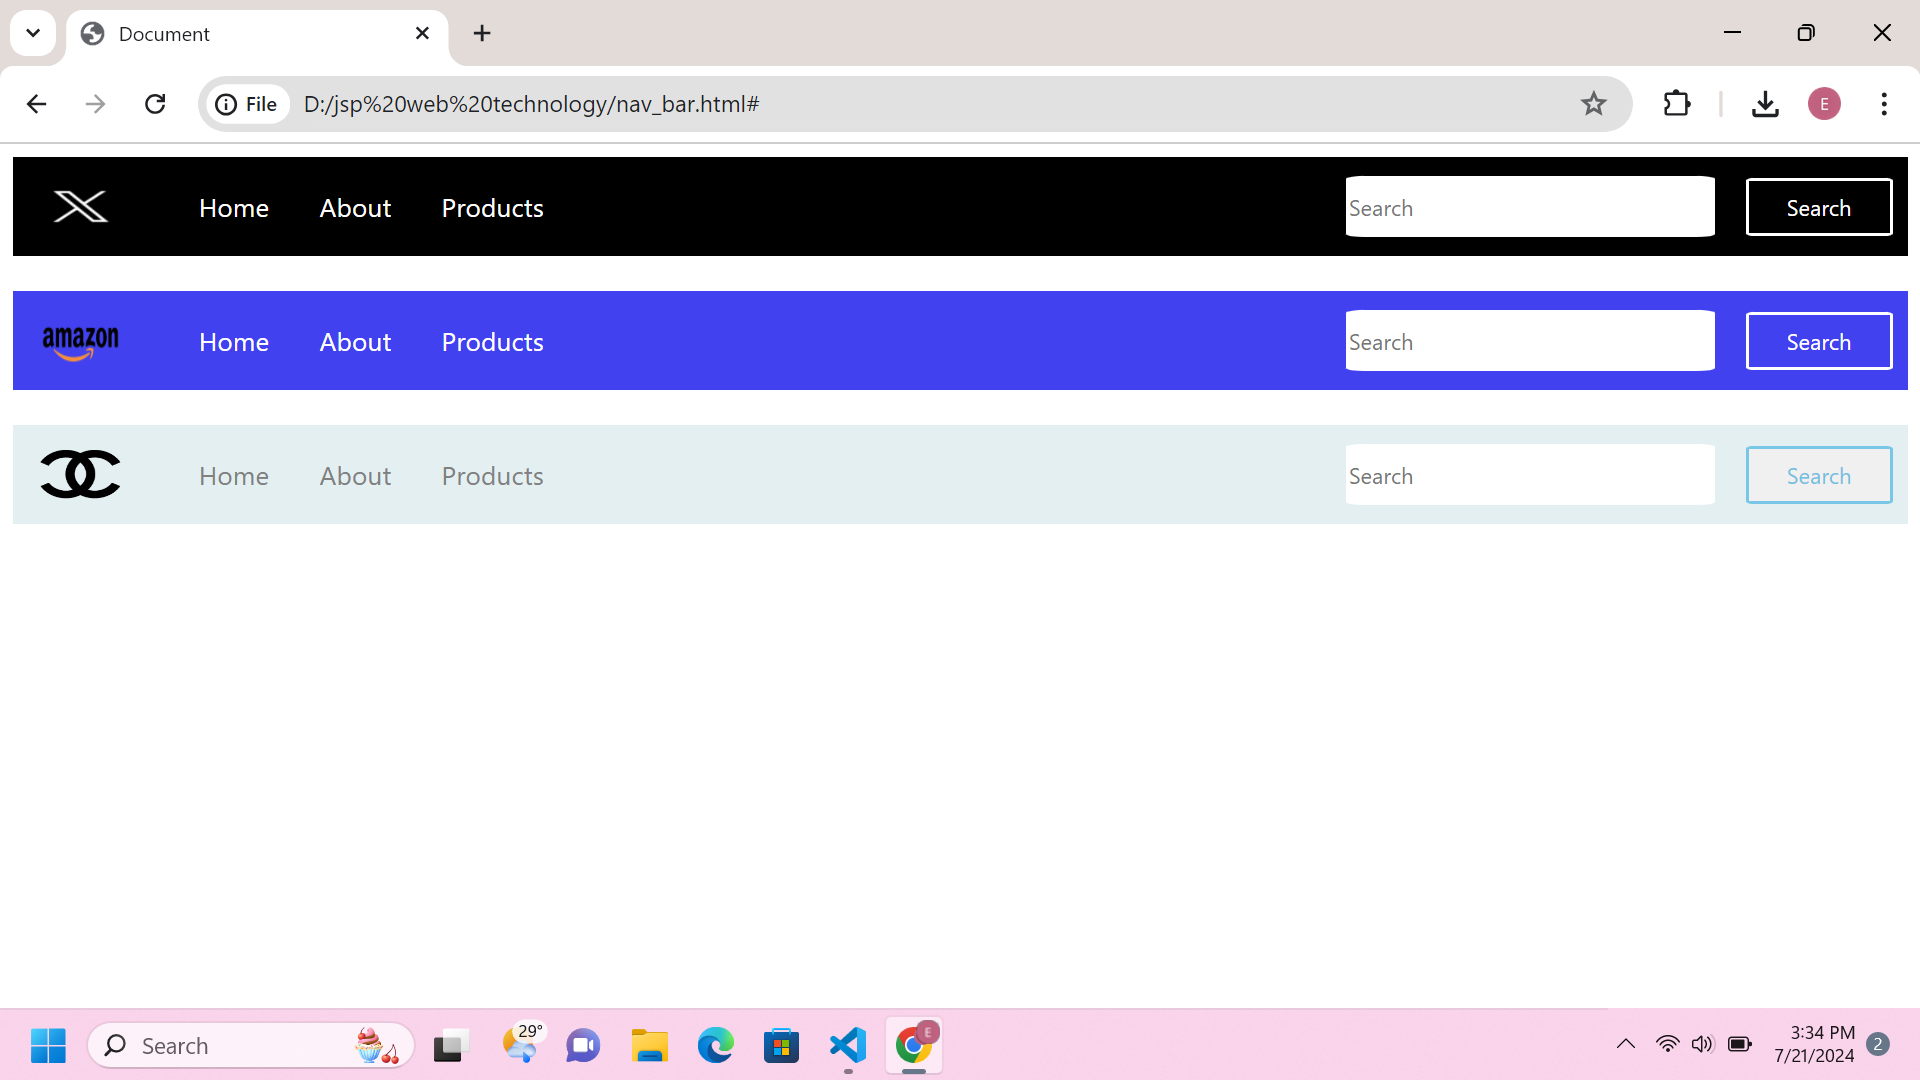 Document
File D:/jsp%20web%20technology/nav_bar.html# E
Home About Products Search Search
amazon Home About Products Search Search
Home About Products Search Search
Search 29° E 3:34 PM
7/21/2024 2